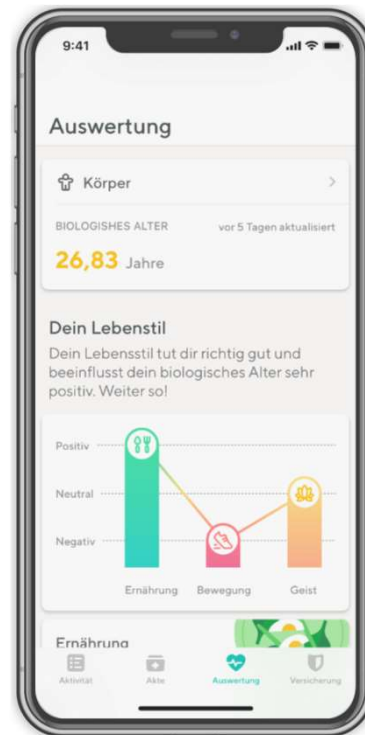 9:41
Auswertung
Körper
BIOLOGISHES ALTER vor 5 Tagen aktualisiert
26,83 Jahre
Dein Lebenstil
Dein Lebensstil tut dir richtig gut und
beeinflusst dein biologisches Alter sehr
positiv. Weiter so!
Positiv
Neutral
Negativ
Ernährung Bewegung Geist
Ernährung
Aktivität Akte Auswertung Versicherung